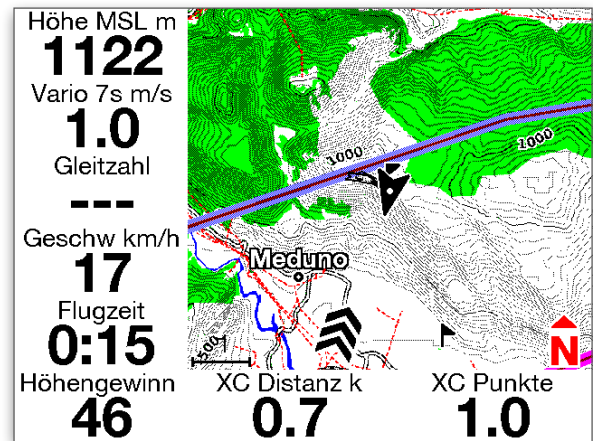 Höhe MSL m
1122
Vario 7s m/s
1.0
Gleitzahl
---
Geschw km/h
17
Flugzeit
0:15
Höhengewinn
46
1000
1000
Meduno
500
N
XC Distanz k
0.7
XC Punkte
1.0